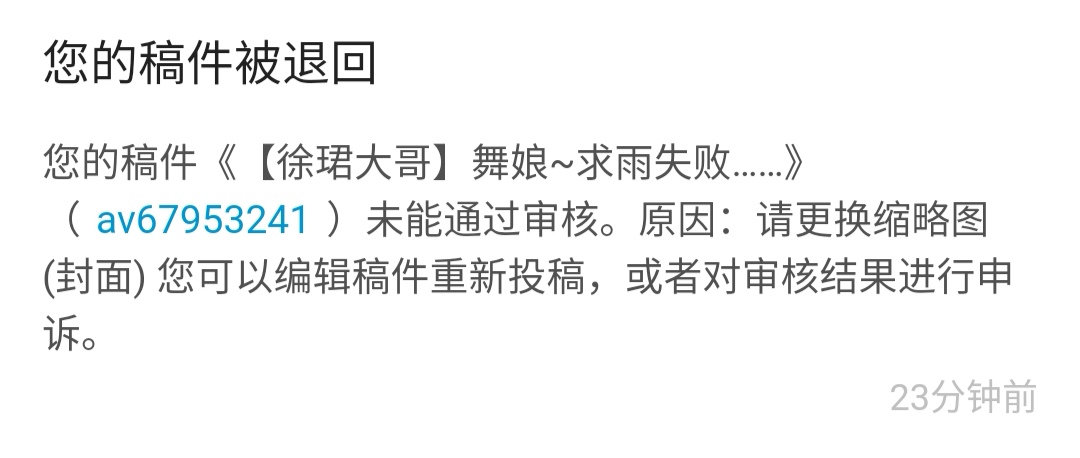 您的稿件被退回
您的稿件《【徐珺大哥】舞娘~求雨失败……》
（ av67953241 ）未能通过审核。原因：请更换缩略图
(封面) 您可以编辑稿件重新投稿，或者对审核结果进行申
诉。
23分钟前